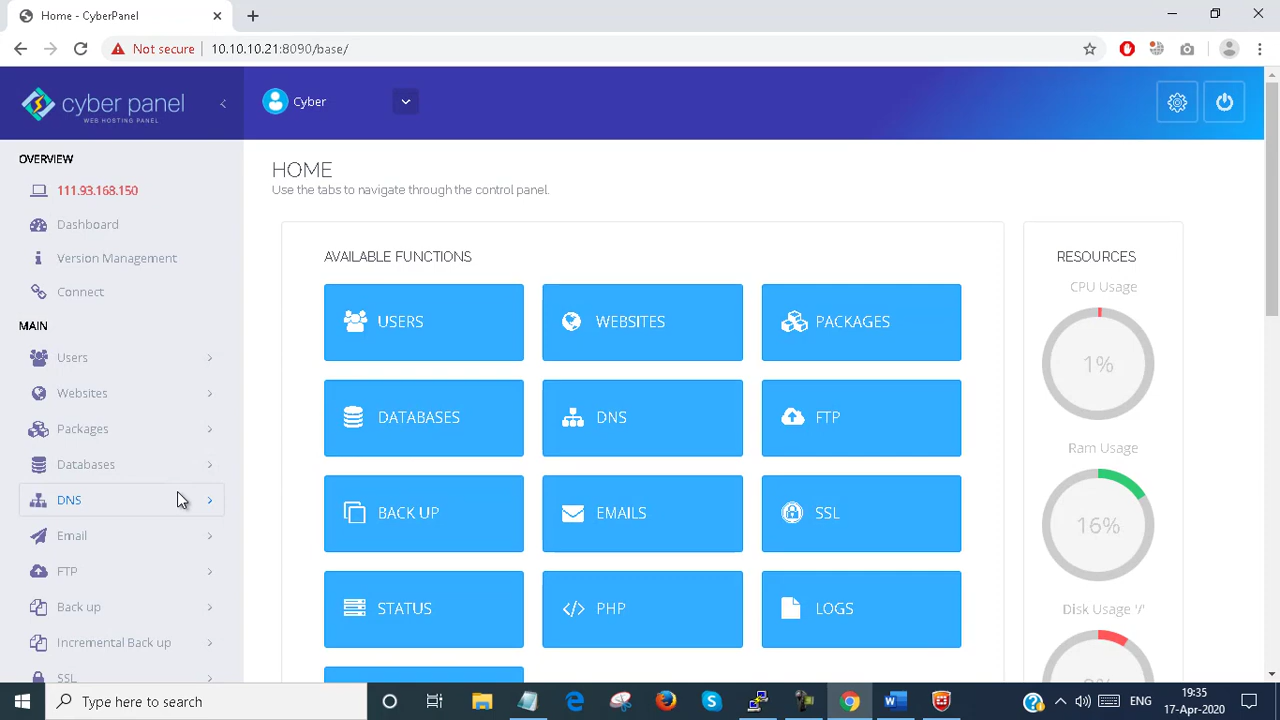 Home - CyberPanel
Not secure
10.10.10.21:8090/base/
cyber panel
WEB HOSTING PANEL
Cyber
OVERVIEW
111.93.168.150
Dashboard
Version Management
Connect
MAIN
Users
Websites
Packages
Databases
DNS
Email
FTP
Back up
Incremental Back up
SSL
HOME
Use the tabs to navigate through the control panel.
AVAILABLE FUNCTIONS
USERS
WEBSITES
PACKAGES
DATABASES
DNS
FTP
BACK UP
EMAILS
SSL
STATUS
PHP
LOGS
RESOURCES
CPU Usage
1%
Ram Usage
16%
Disk Usage '/'
Type here to search
ENG
19:35
17-Apr-2020